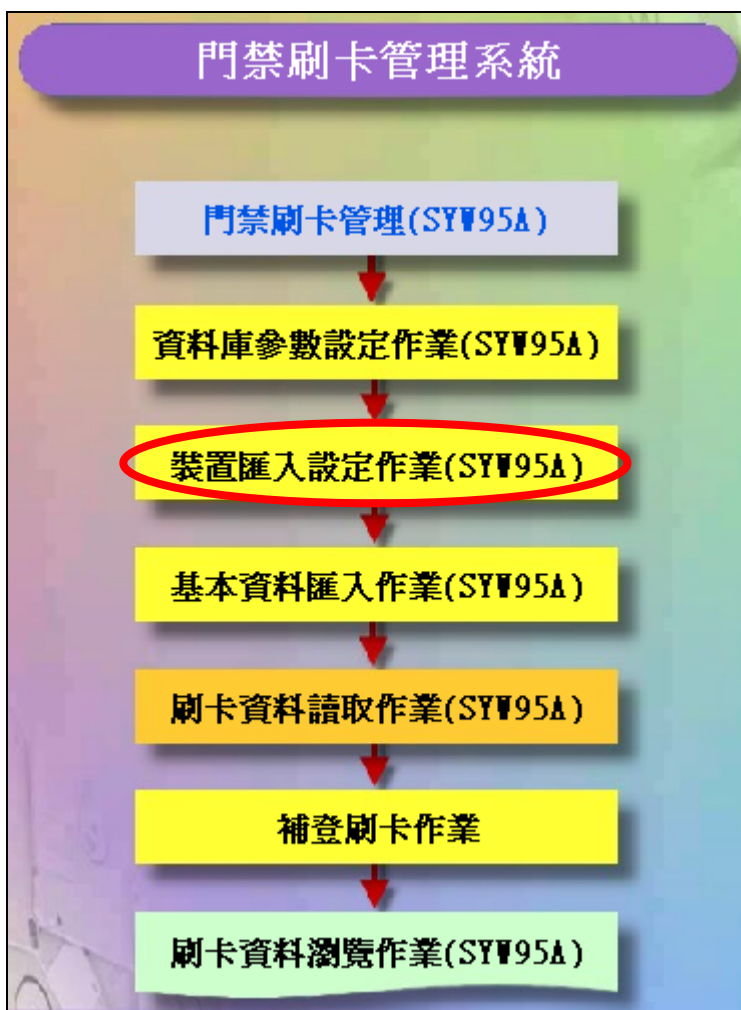 門禁刷卡管理系統
門禁刷卡管理(SYW95A)
資料庫參數設定作業(SYW95A)
裝置匯入設定作業(SYW95A)
基本資料匯入作業(SYW95A)
刷卡資料讀取作業(SYW95A)
補登刷卡作業
刷卡資料瀏覽作業(SYW95A)